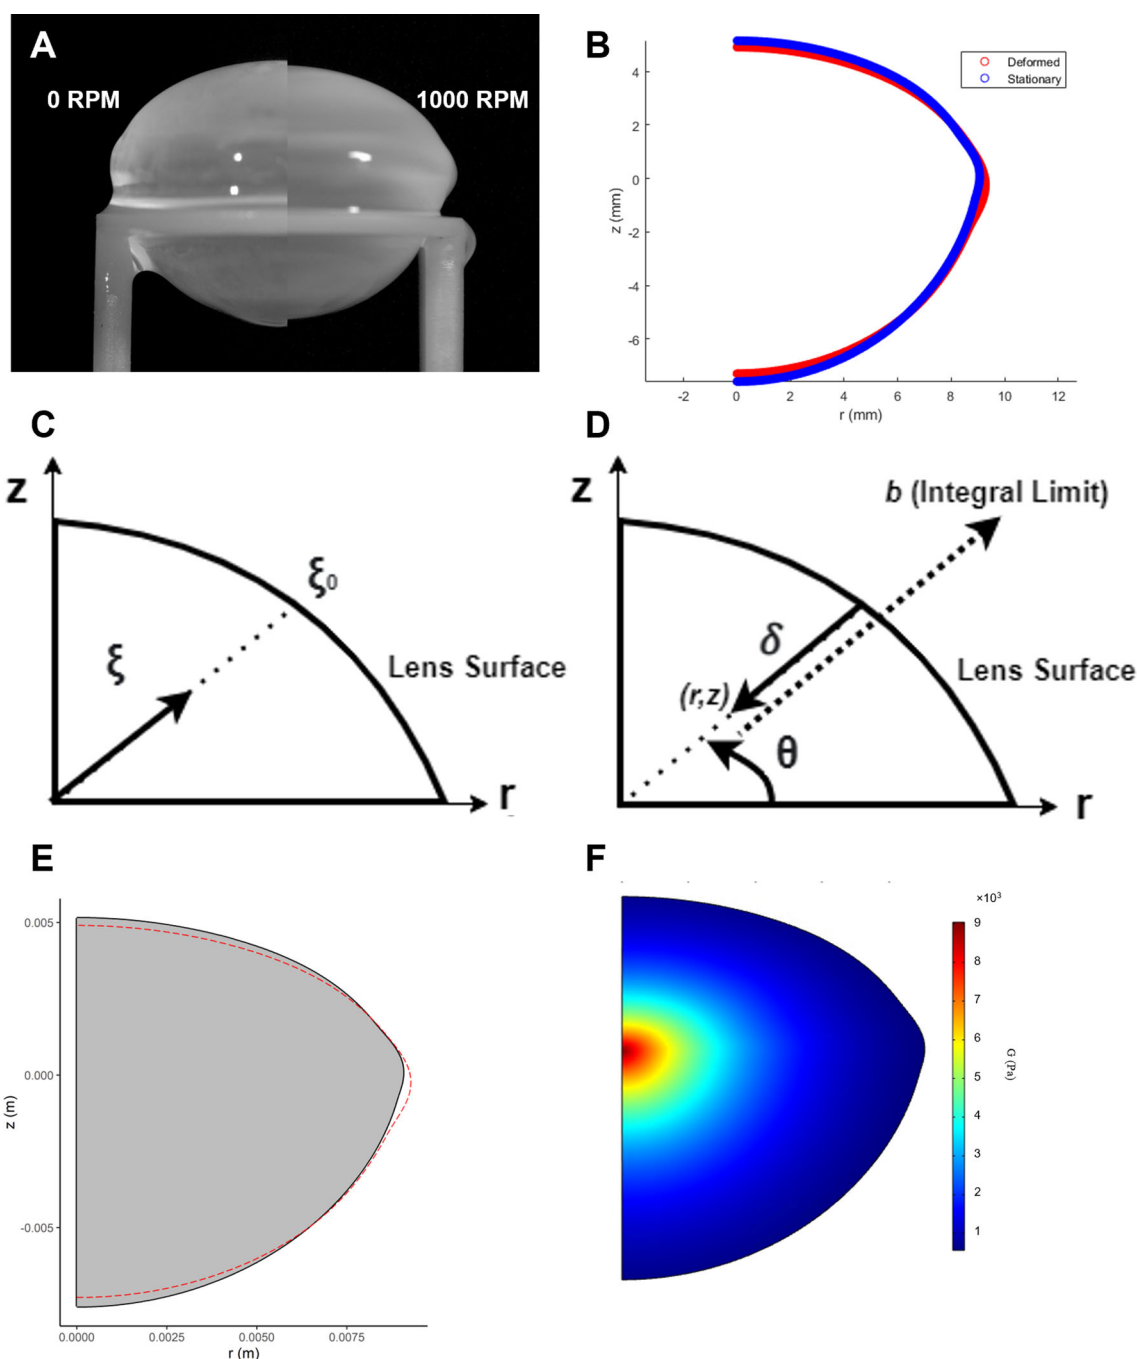 A
0 RPM
1000 RPM
B
Deformed
Stationary
4
2
0
-2
-4
-6
z (mm)
-2
0
2
4
6
8
10
12
r (mm)
C
z
ξ₀
ξ
Lens Surface
r
D
z
b (Integral Limit)
δ
(r,z)
θ
Lens Surface
r
E
0.005
0.000
-0.005
z (m)
0.0000
0.0025
0.0050
0.0075
r (m)
F
×10³
9
8
7
6
5
4
3
2
1
G (Pa)